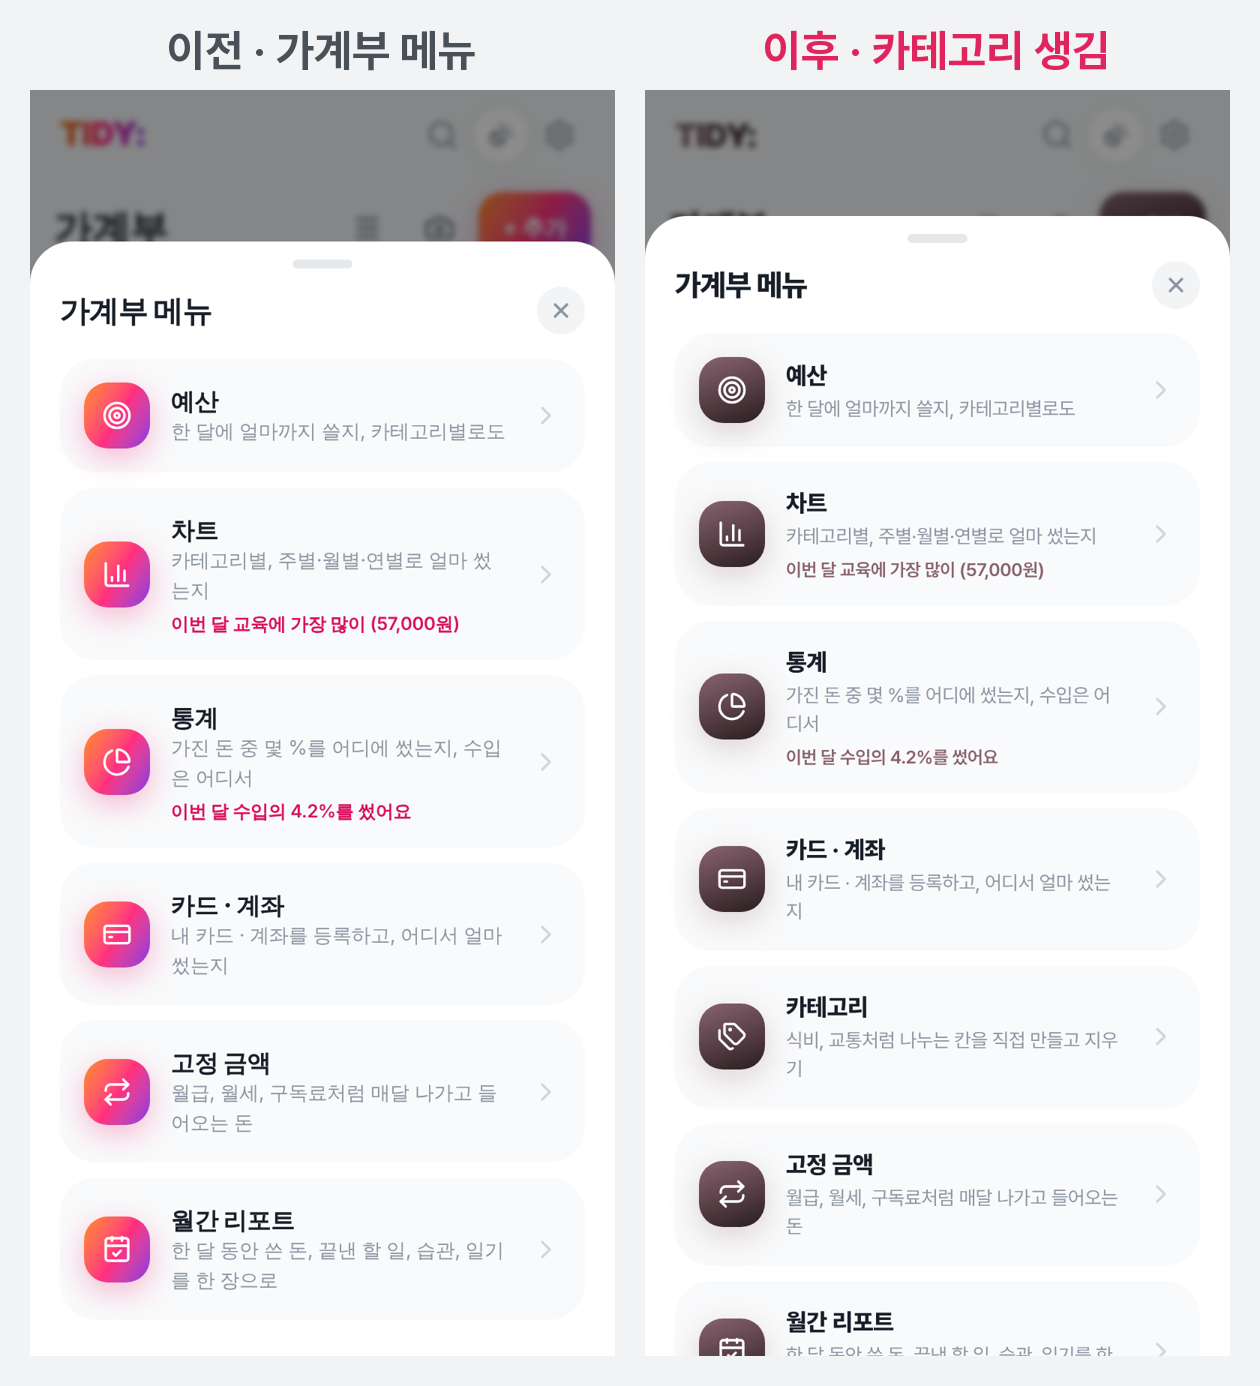 이전 · 가계부 메뉴
TIDY:
가계부
+ 추가
가계부 메뉴
예산
한 달에 얼마까지 쓸지, 카테고리별로도
차트
카테고리별, 주별·월별·연별로 얼마 썼
는지
이번 달 교육에 가장 많이 (57,000원)
통계
가진 돈 중 몇 %를 어디에 썼는지, 수입
은 어디서
이번 달 수입의 4.2%를 썼어요
카드 · 계좌
내 카드 · 계좌를 등록하고, 어디서 얼마
썼는지
고정 금액
월급, 월세, 구독료처럼 매달 나가고 들
어오는 돈
월간 리포트
한 달 동안 쓴 돈, 끝낸 할 일, 습관, 일기
를 한 장으로
이후 · 카테고리 생김
TIDY:
가계부 메뉴
예산
한 달에 얼마까지 쓸지, 카테고리별로도
차트
카테고리별, 주별·월별·연별로 얼마 썼는지
이번 달 교육에 가장 많이 (57,000원)
통계
가진 돈 중 몇 %를 어디에 썼는지, 수입은 어
디서
이번 달 수입의 4.2%를 썼어요
카드 · 계좌
내 카드 · 계좌를 등록하고, 어디서 얼마 썼는
지
카테고리
식비, 교통처럼 나누는 칸을 직접 만들고 지우
기
고정 금액
월급, 월세, 구독료처럼 매달 나가고 들어오는
돈
월간 리포트
한 달 동안 쓴 돈, 끝낸 할 일, 습관, 일기를 한